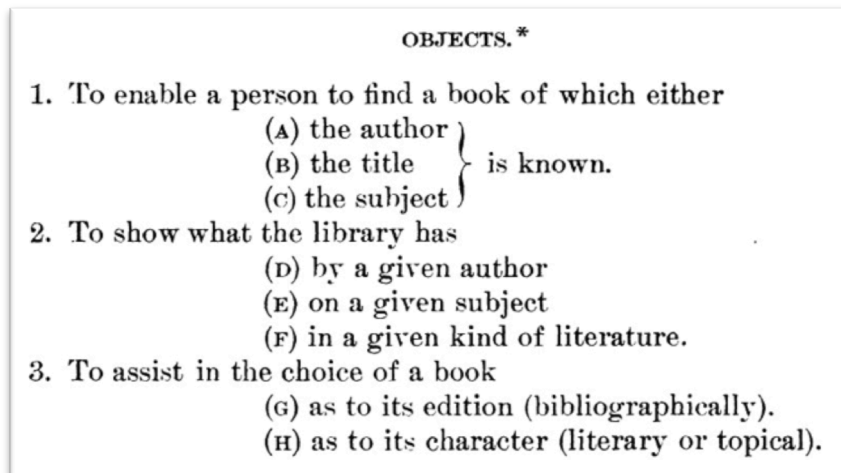 OBJECTS.*
1. To enable a person to find a book of which either
(A) the author
(B) the title } is known.
(C) the subject
2. To show what the library has
(D) by a given author
(E) on a given subject
(F) in a given kind of literature.
3. To assist in the choice of a book
(G) as to its edition (bibliographically).
(H) as to its character (literary or topical).